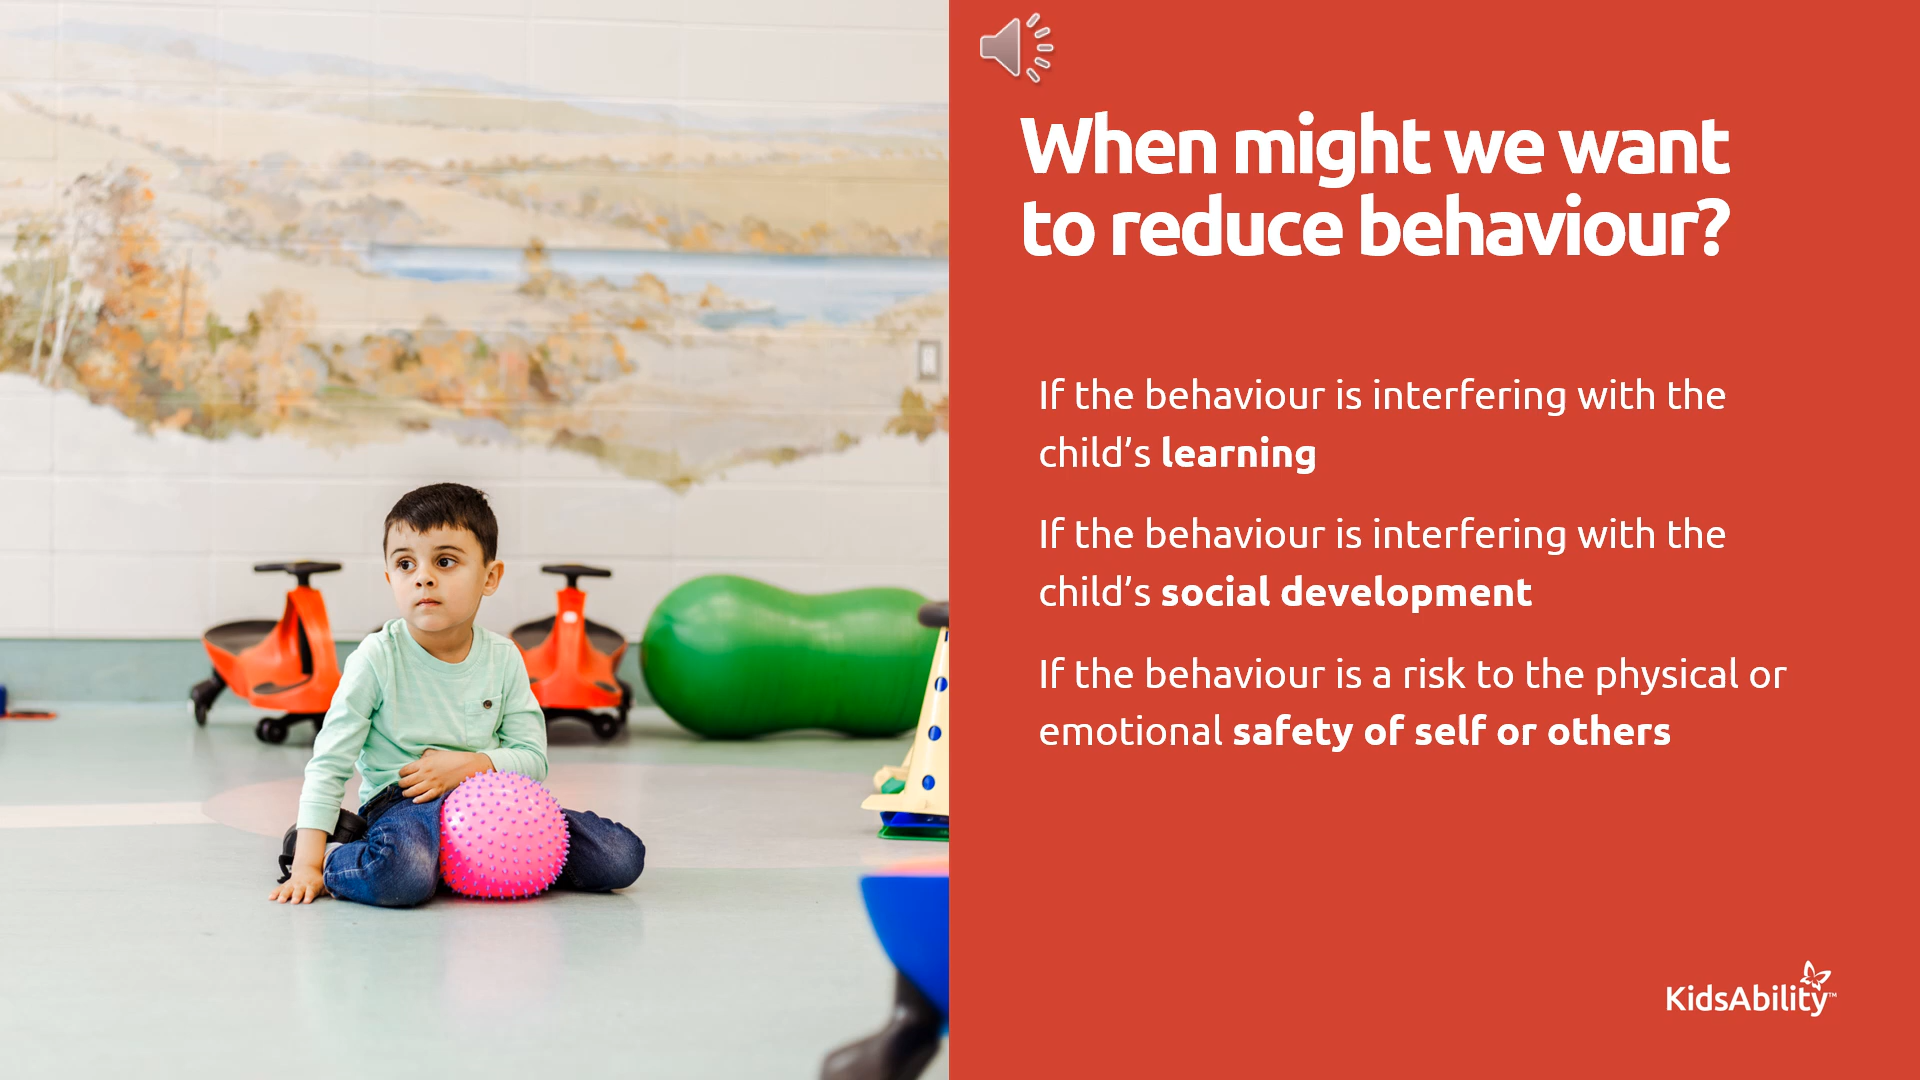 When might we want
to reduce behaviour?
If the behaviour is interfering with the
child’s learning
If the behaviour is interfering with the
child’s social development
If the behaviour is a risk to the physical or
emotional safety of self or others
KidsAbility™